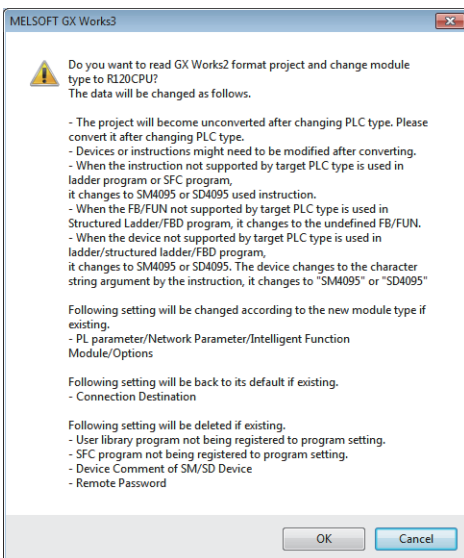 MELSOFT GX Works3
Do you want to read GX Works2 format project and change module
type to R120CPU?
The data will be changed as follows.
- The project will become unconverted after changing PLC type. Please
convert it after changing PLC type.
- Devices or instructions might need to be modified after converting.
- When the instruction not supported by target PLC type is used in
ladder program or SFC program,
it changes to SM4095 or SD4095 used instruction.
- When the FB/FUN not supported by target PLC type is used in
Structured Ladder/FBD program, it changes to the undefined FB/FUN.
- When the device not supported by target PLC type is used in
ladder/structured ladder/FBD program,
it changes to SM4095 or SD4095. The device changes to the character
string argument by the instruction, it changes to "SM4095" or "SD4095"
Following setting will be changed according to the new module type if
existing.
- PL parameter/Network Parameter/Intelligent Function
Module/Options
Following setting will be back to its default if existing.
- Connection Destination
Following setting will be deleted if existing.
- User library program not being registered to program setting.
- SFC program not being registered to program setting.
- Device Comment of SM/SD Device
- Remote Password
OK Cancel